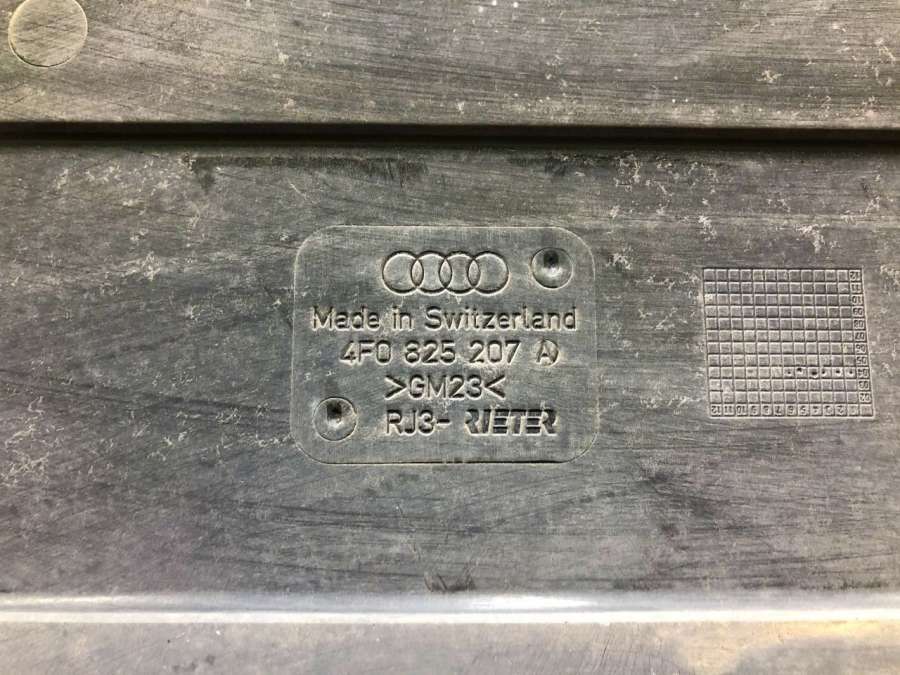 Made in Switzerland
4F0 825 207 A
>GM23<
RJ3- RIETER